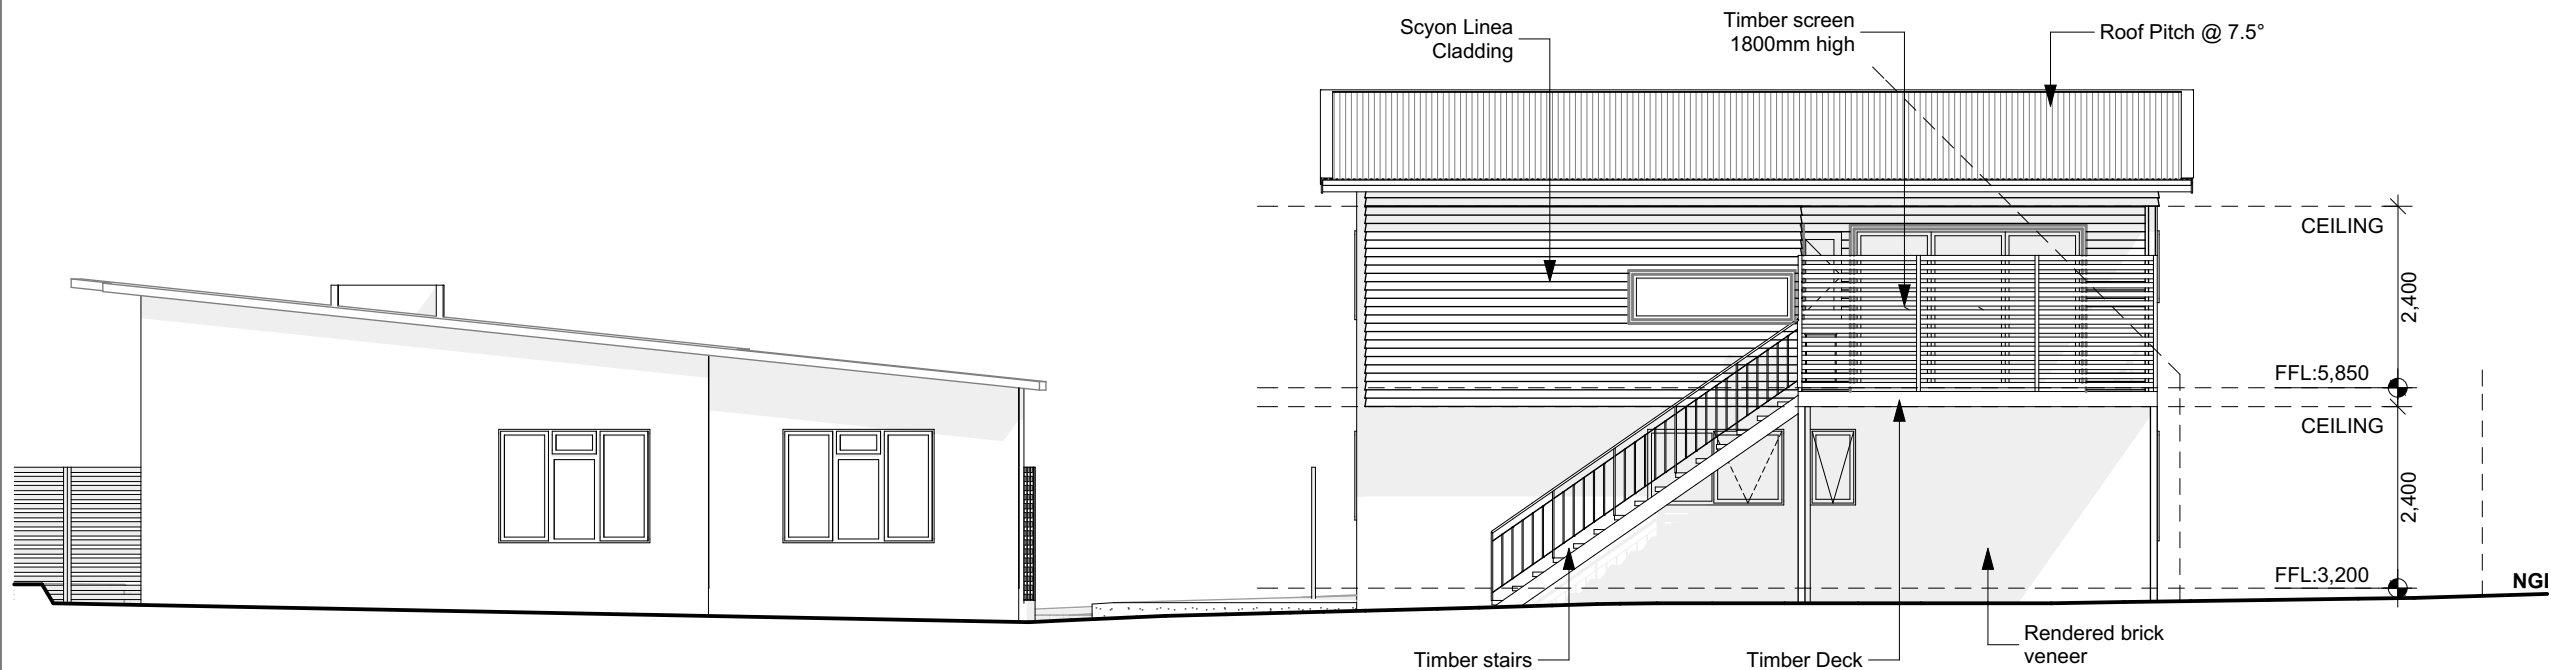 Scyon Linea
Cladding
Timber screen
1800mm high
Roof Pitch @ 7.5°
CEILING
2,400
FFL:5,850
CEILING
2,400
FFL:3,200
NGl
Rendered brick
veneer
Timber stairs
Timber Deck